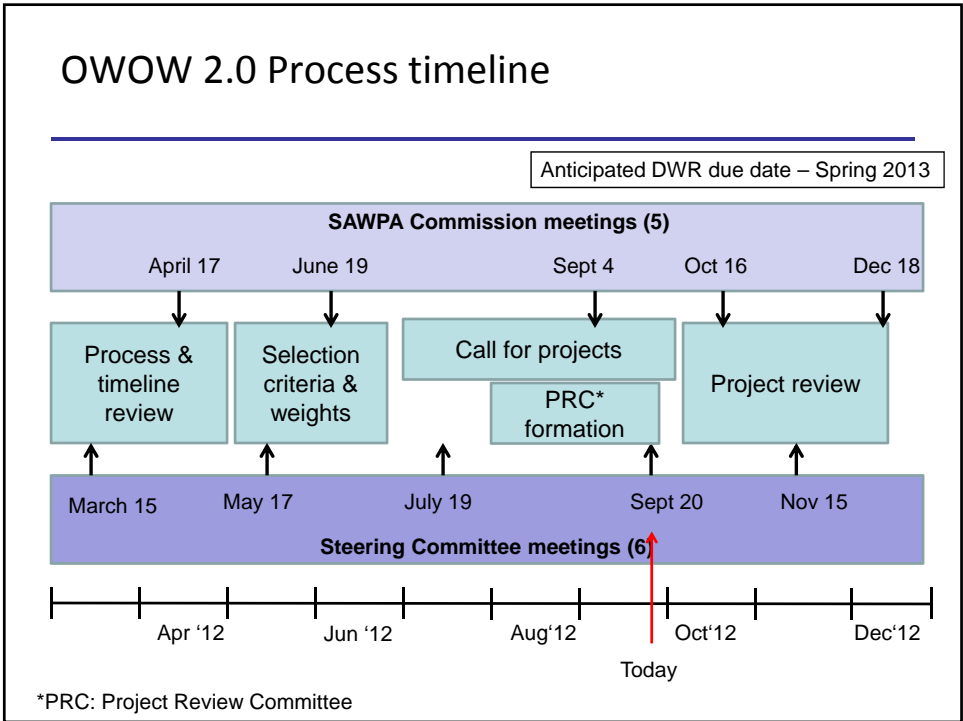 OWOW 2.0 Process timeline
Anticipated DWR due date – Spring 2013
SAWPA Commission meetings (5)
April 17
June 19
Sept 4
Oct 16
Dec 18
Process &
timeline
review
Selection
criteria &
weights
Call for projects
PRC*
formation
Project review
March 15
May 17
July 19
Sept 20
Nov 15
Steering Committee meetings (6)
Apr ‘12
Jun ‘12
Aug‘12
Oct‘12
Dec‘12
Today
*PRC: Project Review Committee